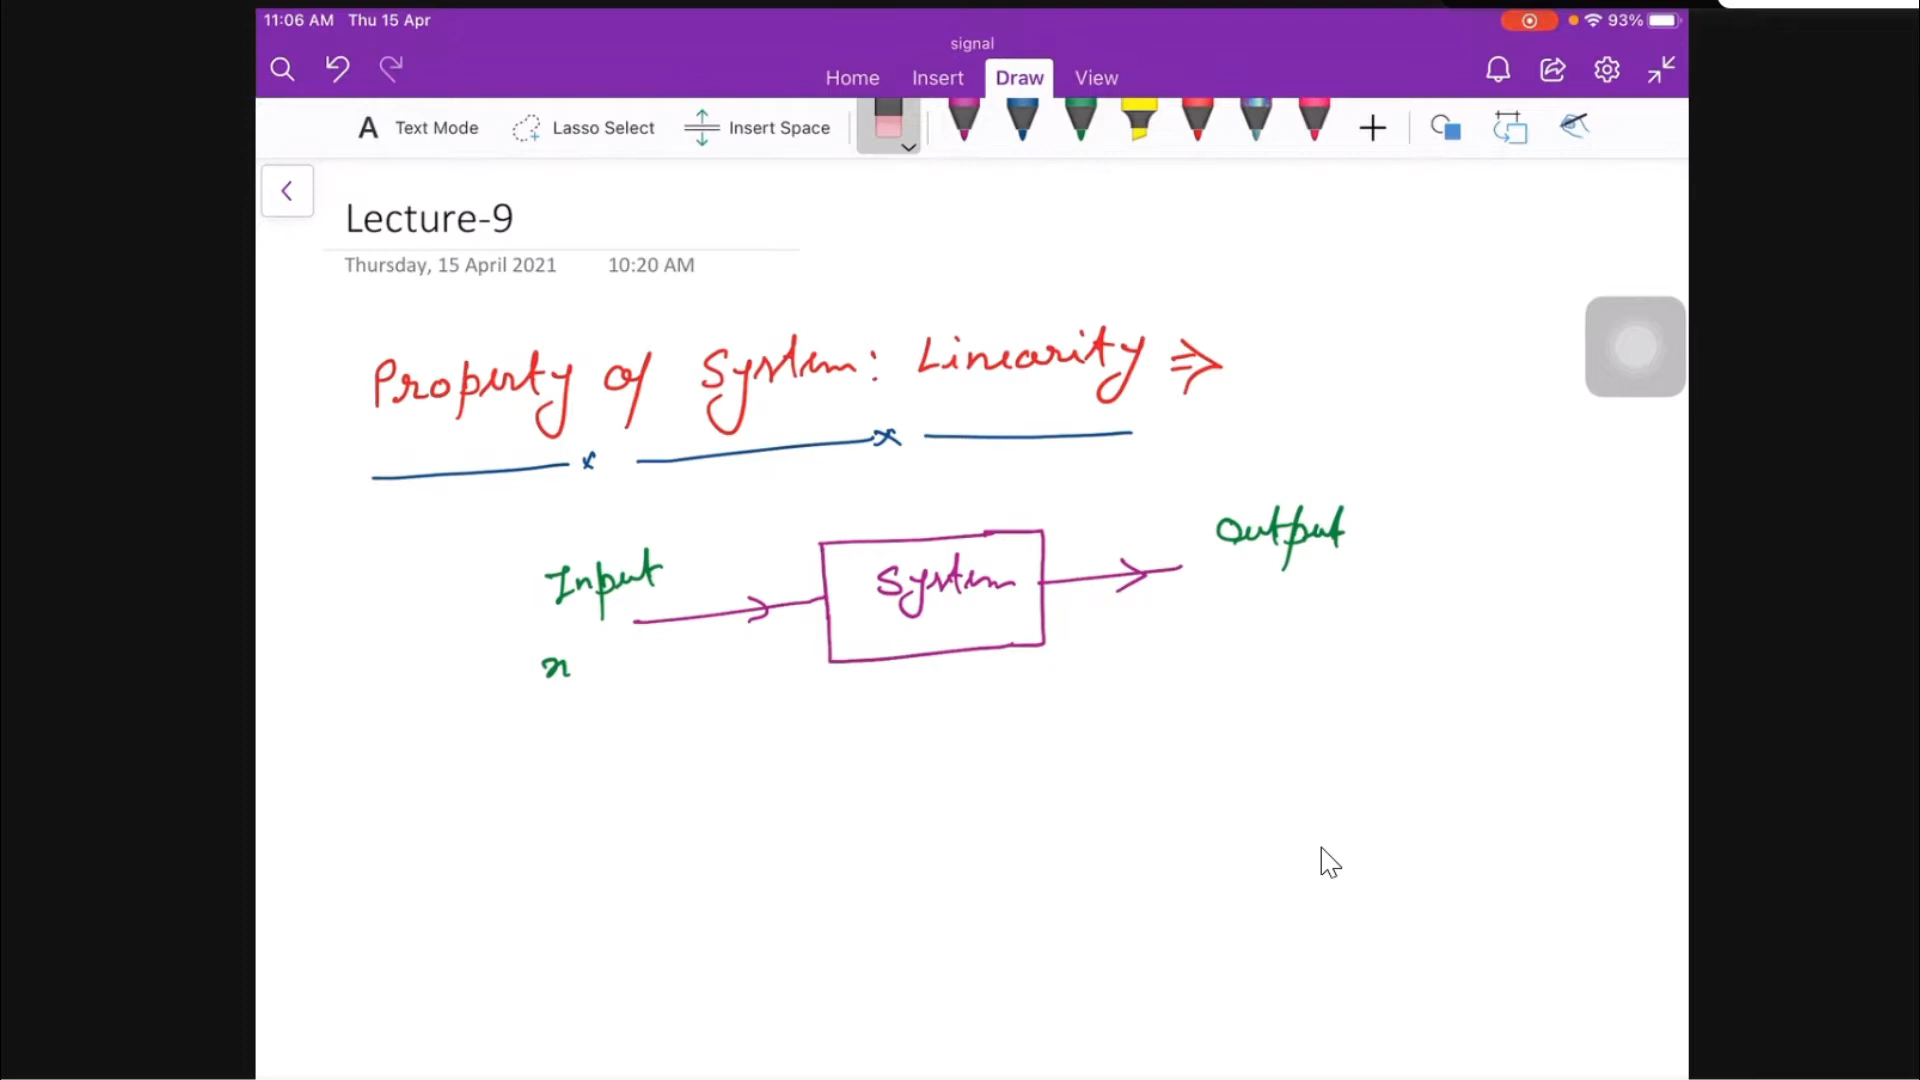 11:06 AM Thu 15 Apr
93%
signal
Home Insert Draw View
A Text Mode Lasso Select Insert Space
Lecture-9
Thursday, 15 April 2021 10:20 AM
Property of System: Linearity ⇒
Input
System
Output
x